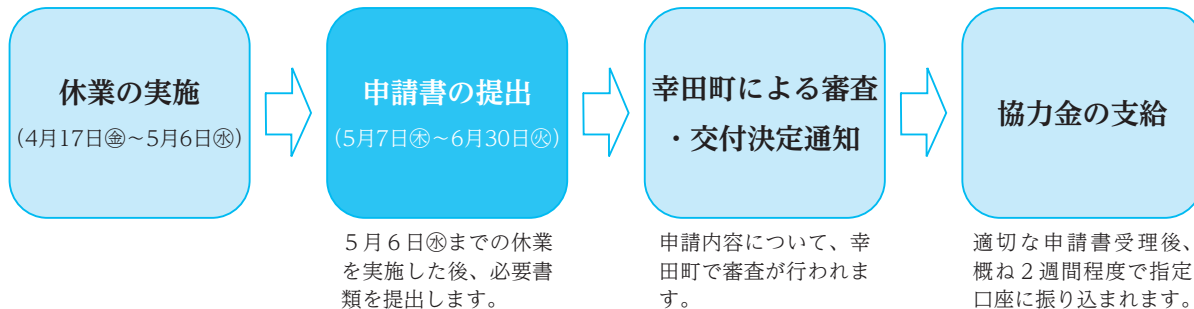 休業の実施
(4月17日㊎～5月6日㊌)
申請書の提出
(5月7日㊍～6月30日㊋)
幸田町による審査
・交付決定通知
協力金の支給
５月６日㊌までの休業
を実施した後、必要書
類を提出します。
申請内容について、幸
田町で審査が行われま
す。
適切な申請書受理後、
概ね２週間程度で指定
口座に振り込まれます。